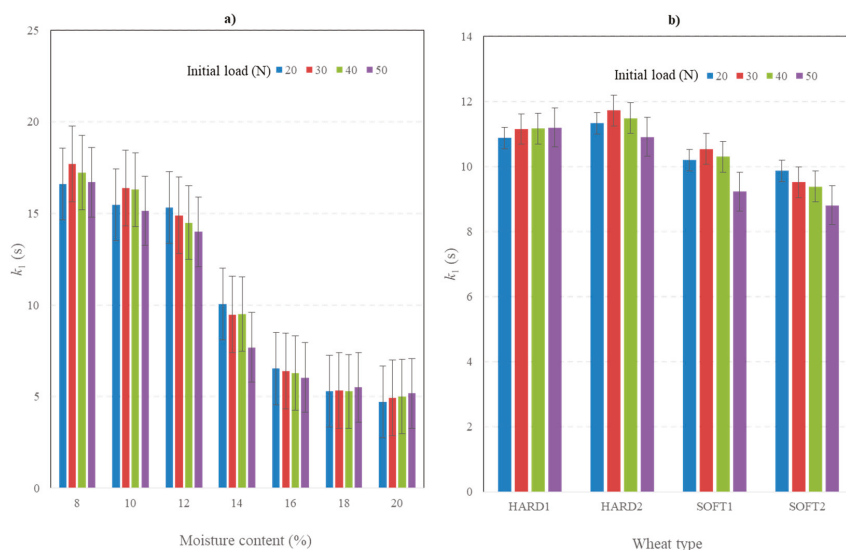 a)
25
20
15
10
5
0
k₁ (s)
Initial load (N) 20 30 40 50
8 10 12 14 16 18 20
Moisture content (%)
b)
14
12
10
8
6
4
2
0
k₁ (s)
Initial load (N) 20 30 40 50
HARD1 HARD2 SOFT1 SOFT2
Wheat type